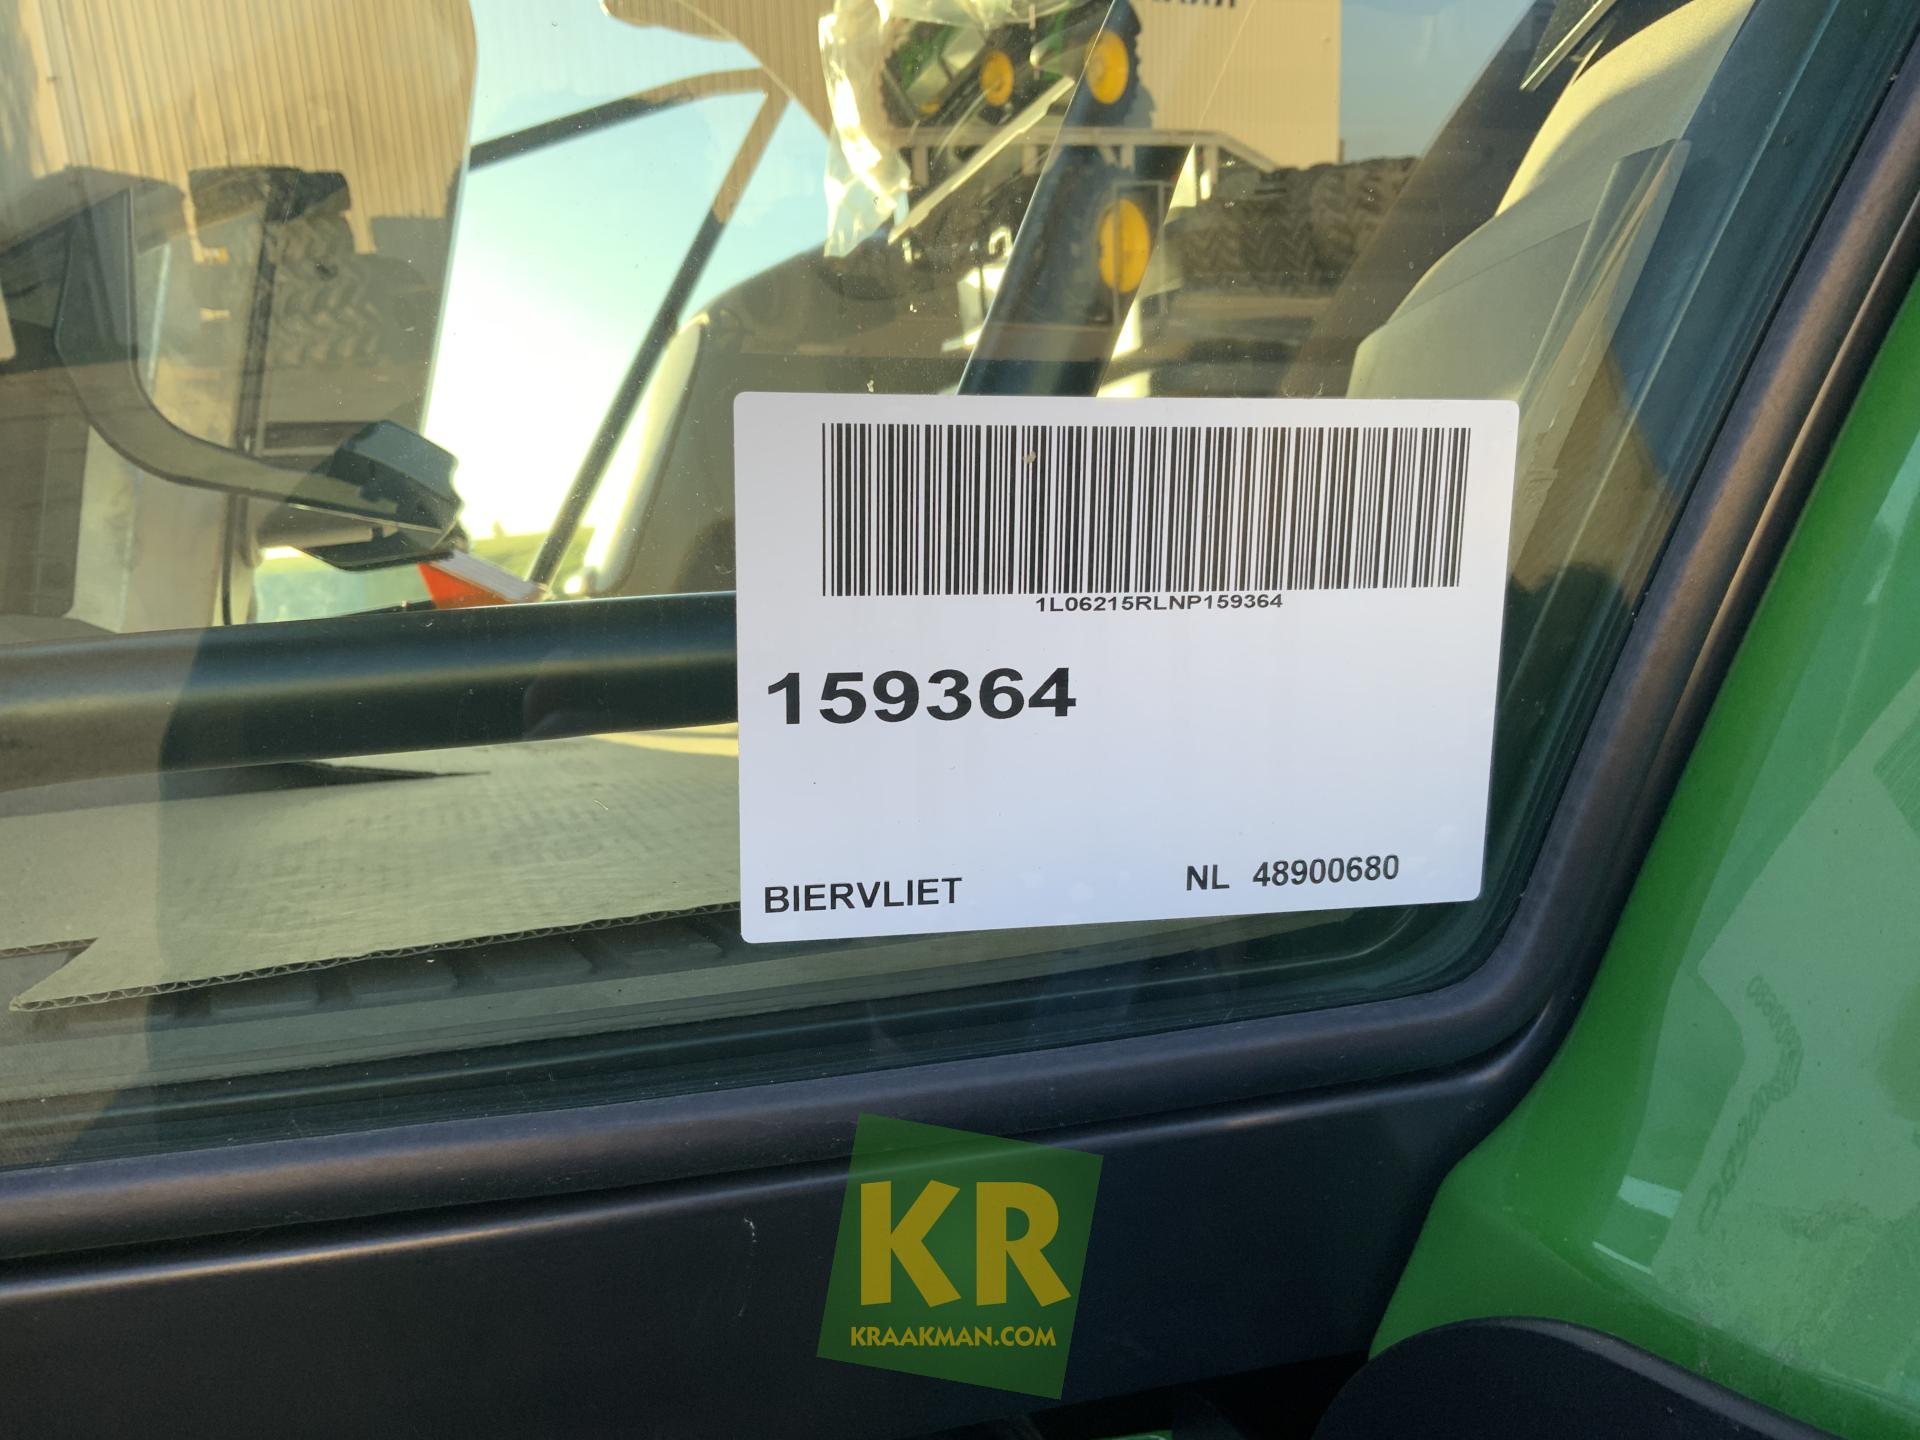 1L06215RLNP159364
159364
BIERVLIET NL 48900680
KR
KRAAKMAN.COM